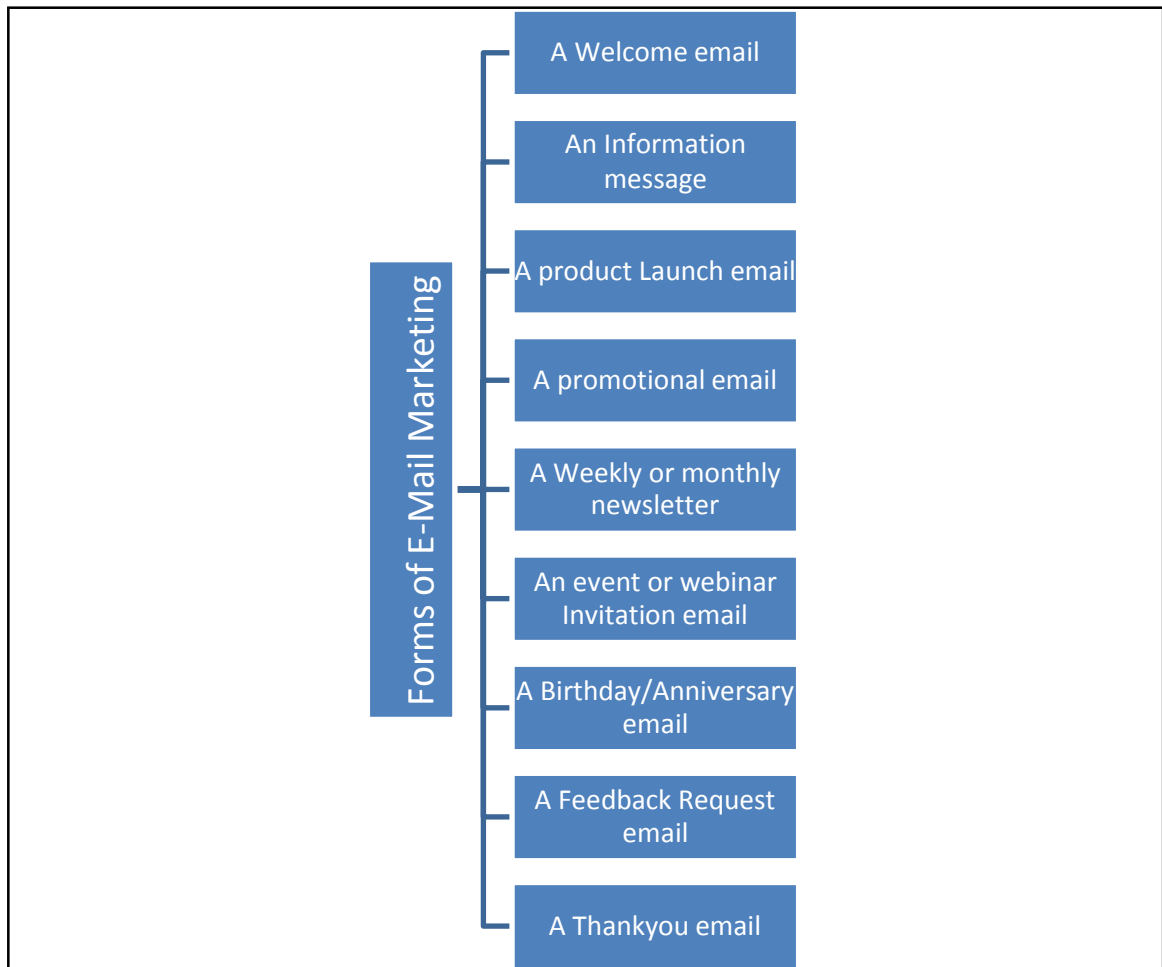 Forms of E-Mail Marketing
A Welcome email
An Information
message
A product Launch email
A promotional email
A Weekly or monthly
newsletter
An event or webinar
Invitation email
A Birthday/Anniversary
email
A Feedback Request
email
A Thankyou email